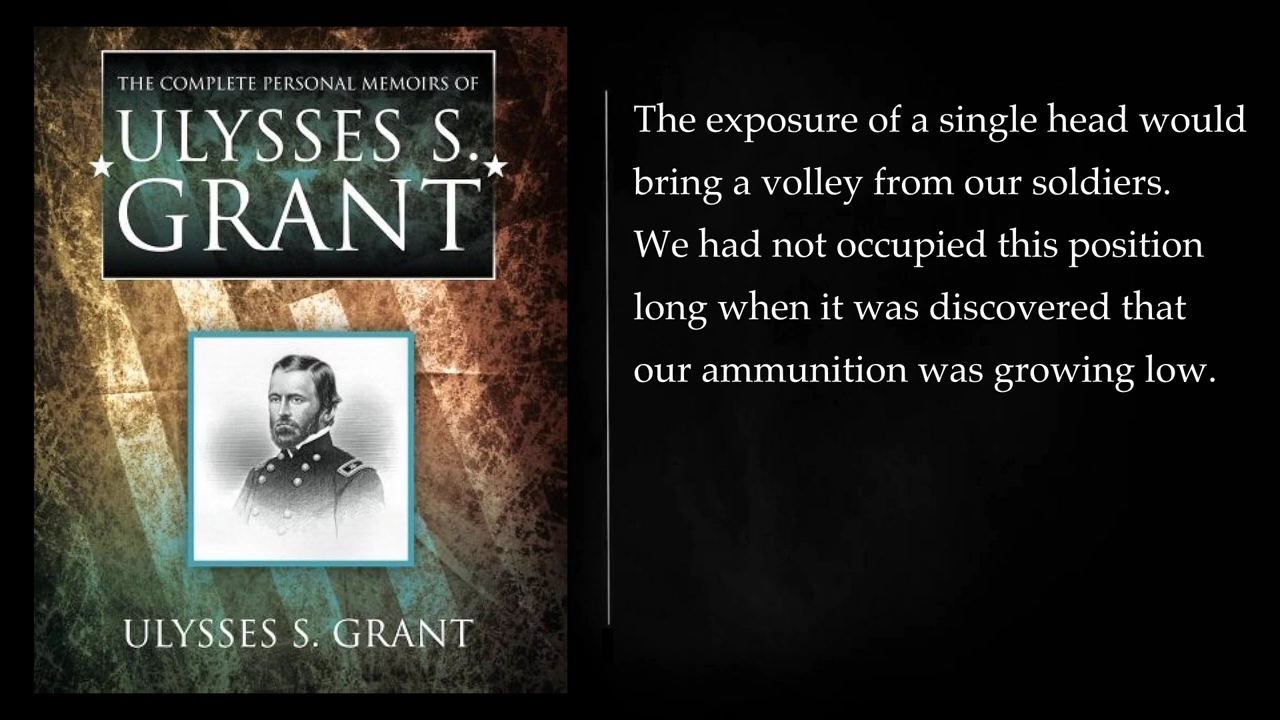 THE COMPLETE PERSONAL MEMOIRS OF
ULYSSES S.
GRANT
ULYSSES S. GRANT
The exposure of a single head would
bring a volley from our soldiers.
We had not occupied this position
long when it was discovered that
our ammunition was growing low.